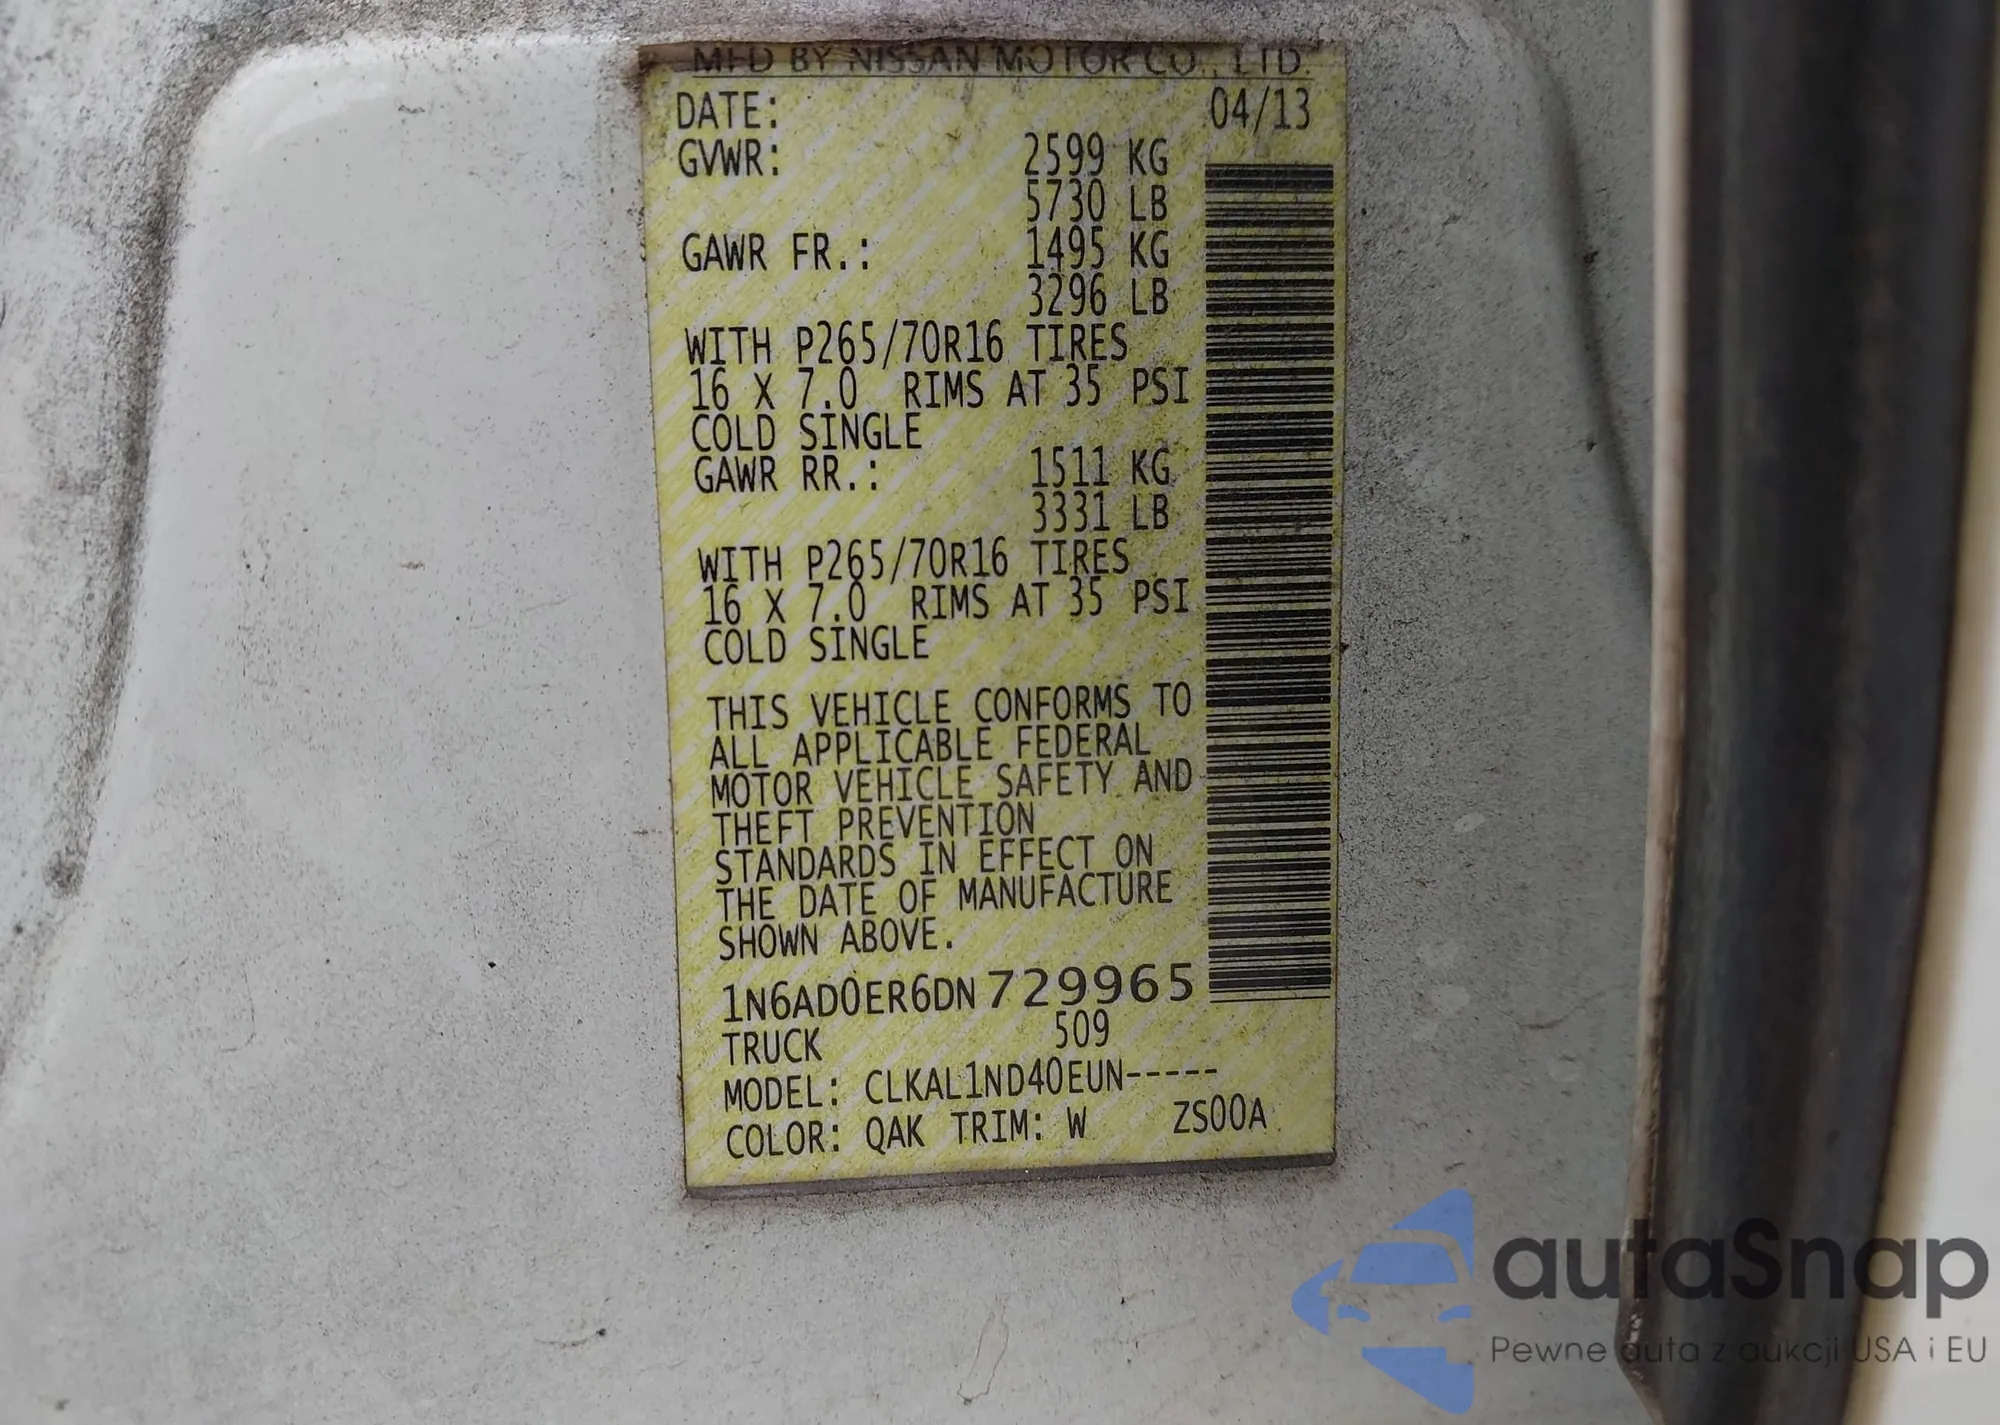 MFD BY NISSAN MOTOR CO., LTD.
DATE: 04/13
GVWR: 2599 KG
5730 LB
GAWR FR.: 1495 KG
3296 LB
WITH P265/70R16 TIRES
16 X 7.0 RIMS AT 35 PSI
COLD SINGLE
GAWR RR.: 1511 KG
3331 LB
WITH P265/70R16 TIRES
16 X 7.0 RIMS AT 35 PSI
COLD SINGLE
THIS VEHICLE CONFORMS TO
ALL APPLICABLE FEDERAL
MOTOR VEHICLE SAFETY AND
THEFT PREVENTION
STANDARDS IN EFFECT ON
THE DATE OF MANUFACTURE
SHOWN ABOVE.
1N6AD0ER6DN729965
TRUCK 509
MODEL: CLKAL1ND40EUN-----
COLOR: QAK TRIM: W ZS00A
autaSnap
Pewne auta z aukcji USA i EU